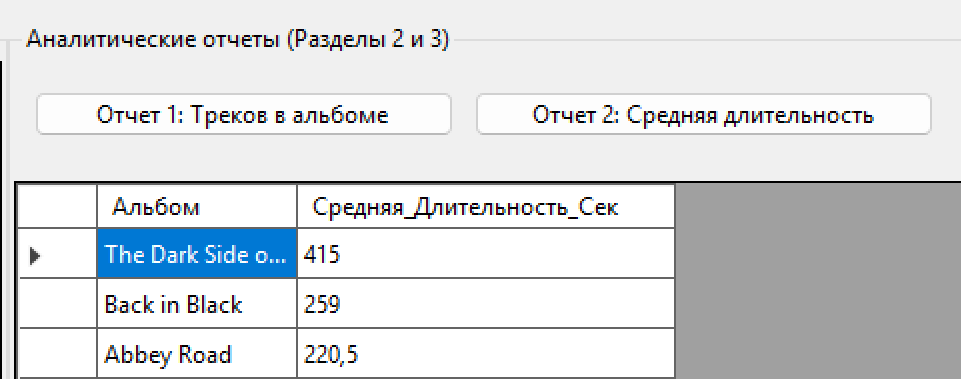 Аналитические отчеты (Разделы 2 и 3)
Отчет 1: Треков в альбоме Отчет 2: Средняя длительность
Альбом Средняя_Длительность_Сек
The Dark Side o... 415
Back in Black 259
Abbey Road 220,5